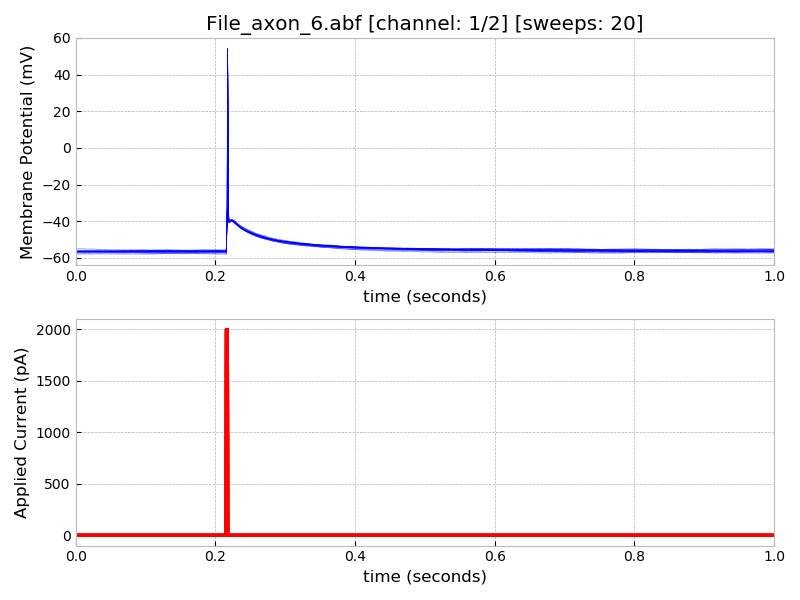 File_axon_6.abf [channel: 1/2] [sweeps: 20]
Membrane Potential (mV)
60
40
20
0
−20
−40
−60
0.0 0.2 0.4 0.6 0.8 1.0
time (seconds)
Applied Current (pA)
2000
1500
1000
500
0
0.0 0.2 0.4 0.6 0.8 1.0
time (seconds)